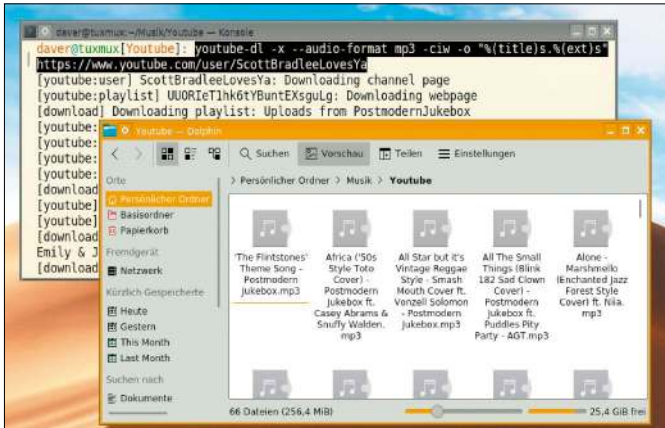 daver@tuxmux:~/Musik/Youtube — Konsole
daver@tuxmux[Youtube]: youtube-dl -x --audio-format mp3 -ciw -o "%(title)s.%(ext)s"
https://www.youtube.com/user/ScottBradleeLovesYa
[youtube:user] ScottBradleeLovesYa: Downloading channel page
[youtube:playlist] UUORIeT1hk6tYBuntEXsguLg: Downloading webpage
[download] Downloading playlist: Uploads from PostmodernJukebox
[youtube:
[youtube:
[youtube:
[youtube:
[download
[youtube]
[youtube]
[download
Emily & J
[download
Youtube — Dolphin
Suchen
Vorschau
Teilen
Einstellungen
Orte
Persönlicher Ordner
Basisordner
Papierkorb
Fremdgerät
Netzwerk
Kürzlich Gespeicherte
Heute
Gestern
This Month
Last Month
Suchen nach
Dokumente
> Persönlicher Ordner > Musik > Youtube
'The Flintstones'
Theme Song -
Postmodern
Jukebox.mp3
Africa ('50s
Style Toto
Cover) -
Postmodern
Jukebox ft.
Casey Abrams &
Snuffy Walden.
mp3
All Star but it's
Vintage Reggae
Style - Smash
Mouth Cover ft.
Vonzell Solomon
- Postmodern
Jukebox.mp3
All The Small
Things (Blink
182 Sad Clown
Cover) -
Postmodern
Jukebox ft.
Puddles Pity
Party - AGT.mp3
Alone -
Marshmello
(Enchanted Jazz
Forest Style
Cover) ft. Niia.
mp3
66 Dateien (256,4 MiB)
25,4 GiB frei